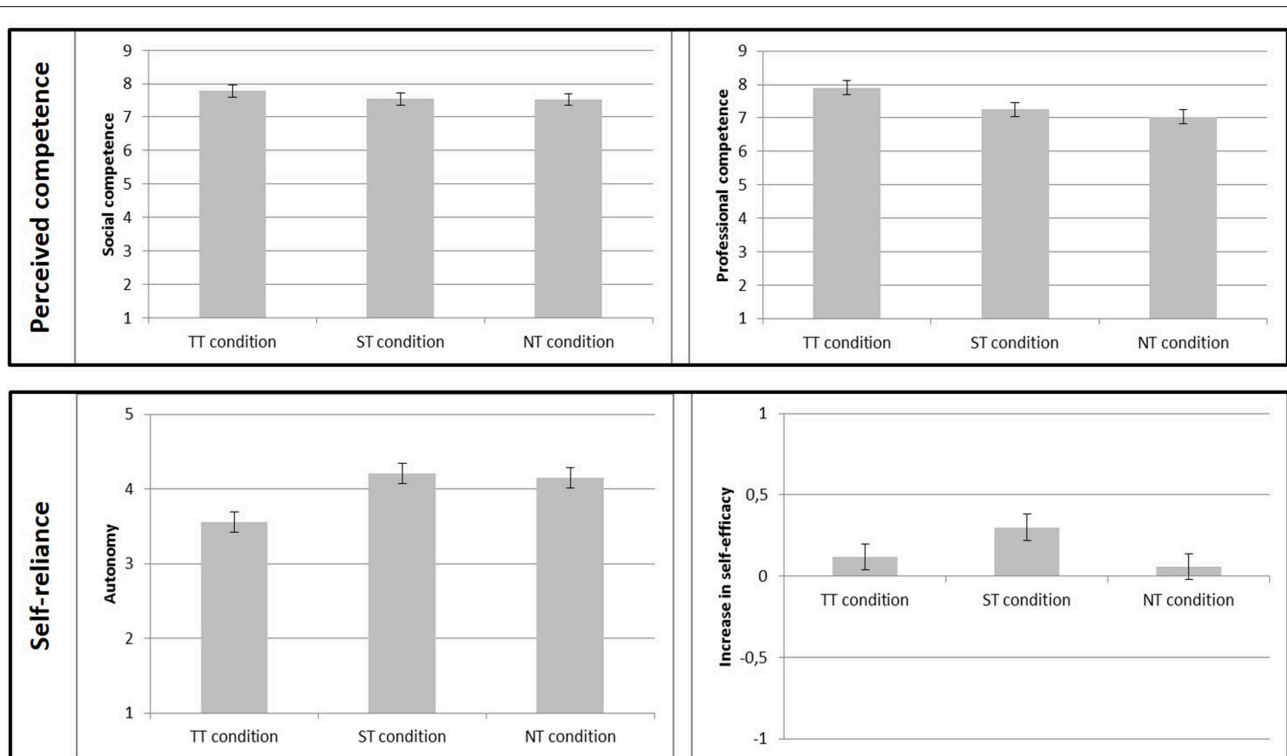 Perceived competence
Social competence
9
8
7
6
5
4
3
2
1
TT condition ST condition NT condition
Professional competence
9
8
7
6
5
4
3
2
1
TT condition ST condition NT condition
Self-reliance
Autonomy
5
4
3
2
1
TT condition ST condition NT condition
Increase in self-efficacy
1
0,5
0
TT condition ST condition NT condition
-0,5
-1